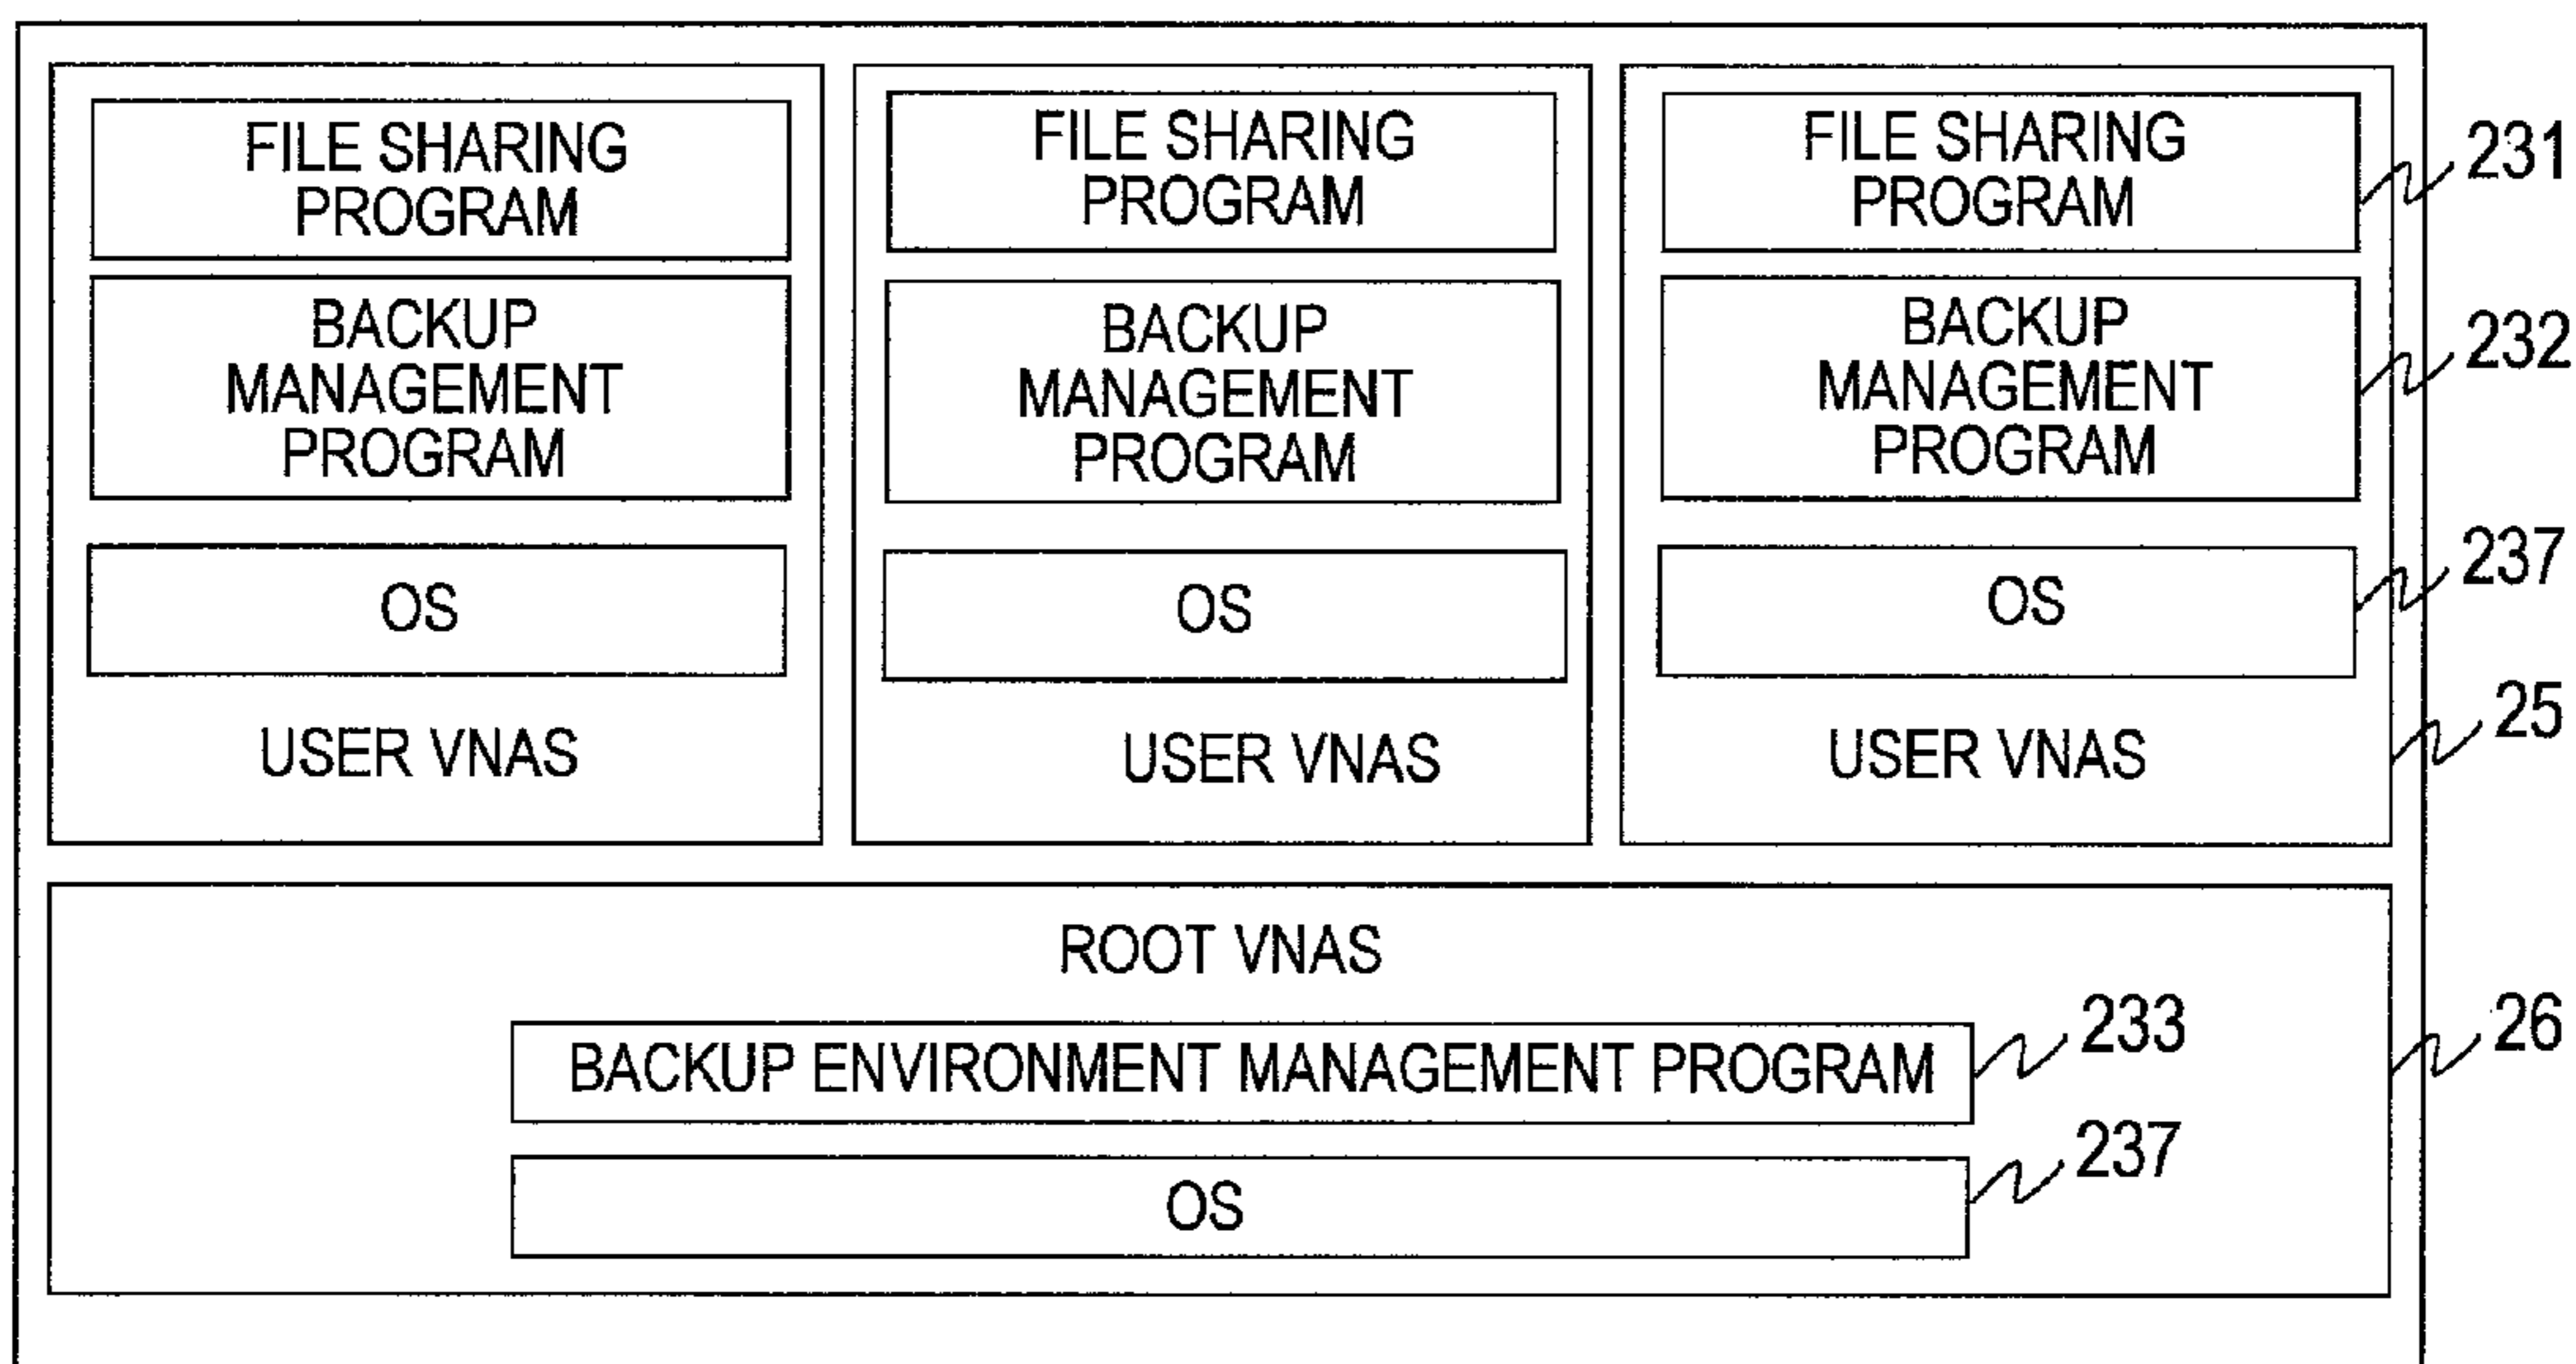 FILE SHARING
PROGRAM
BACKUP
MANAGEMENT
PROGRAM
OS
USER VNAS
FILE SHARING
PROGRAM
BACKUP
MANAGEMENT
PROGRAM
OS
USER VNAS
FILE SHARING
PROGRAM
BACKUP
MANAGEMENT
PROGRAM
OS
USER VNAS
231
232
237
25
ROOT VNAS
BACKUP ENVIRONMENT MANAGEMENT PROGRAM
233
OS
237
26